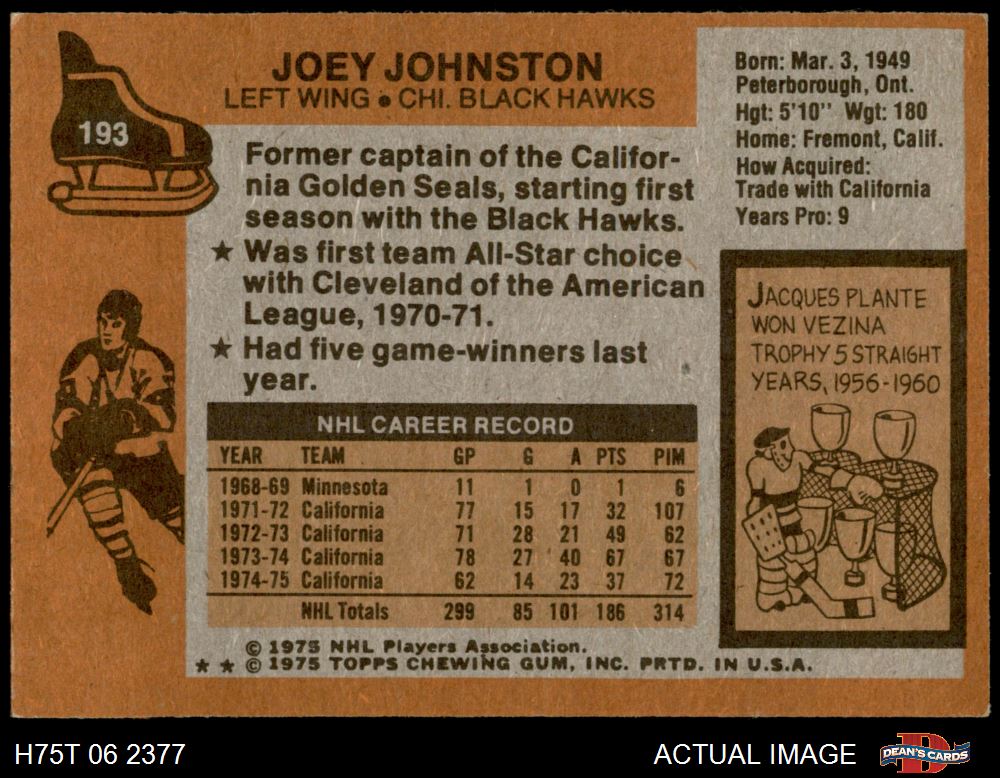 193
JOEY JOHNSTON
LEFT WING ● CHI. BLACK HAWKS
Former captain of the Califor-
nia Golden Seals, starting first
season with the Black Hawks.
★ Was first team All-Star choice
with Cleveland of the American
League, 1970-71.
★ Had five game-winners last
year.
NHL CAREER RECORD
YEAR TEAM GP G A PTS PIM
1968-69 Minnesota 11 1 0 1 6
1971-72 California 77 15 17 32 107
1972-73 California 71 28 21 49 62
1973-74 California 78 27 40 67 67
1974-75 California 62 14 23 37 72
NHL Totals 299 85 101 186 314
© 1975 NHL Players Association.
★ ★ © 1975 TOPPS CHEWING GUM, INC. PRTD. IN U.S.A.
Born: Mar. 3, 1949
Peterborough, Ont.
Hgt: 5'10" Wgt: 180
Home: Fremont, Calif.
How Acquired:
Trade with California
Years Pro: 9
JACQUES PLANTE
WON VEZINA
TROPHY 5 STRAIGHT
YEARS, 1956-1960
H75T 06 2377
ACTUAL IMAGE
D
DEAN'S CARDS